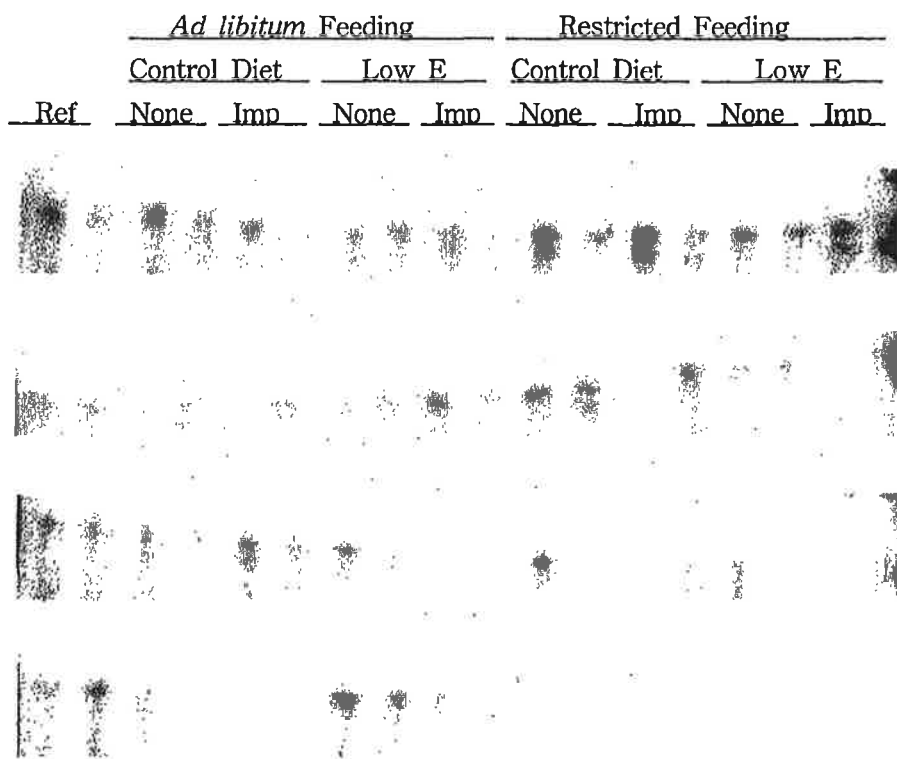 Ad libitum Feeding Restricted Feeding
Control Diet Low E Control Diet Low E
Ref None Imp None Imp None Imp None Imp